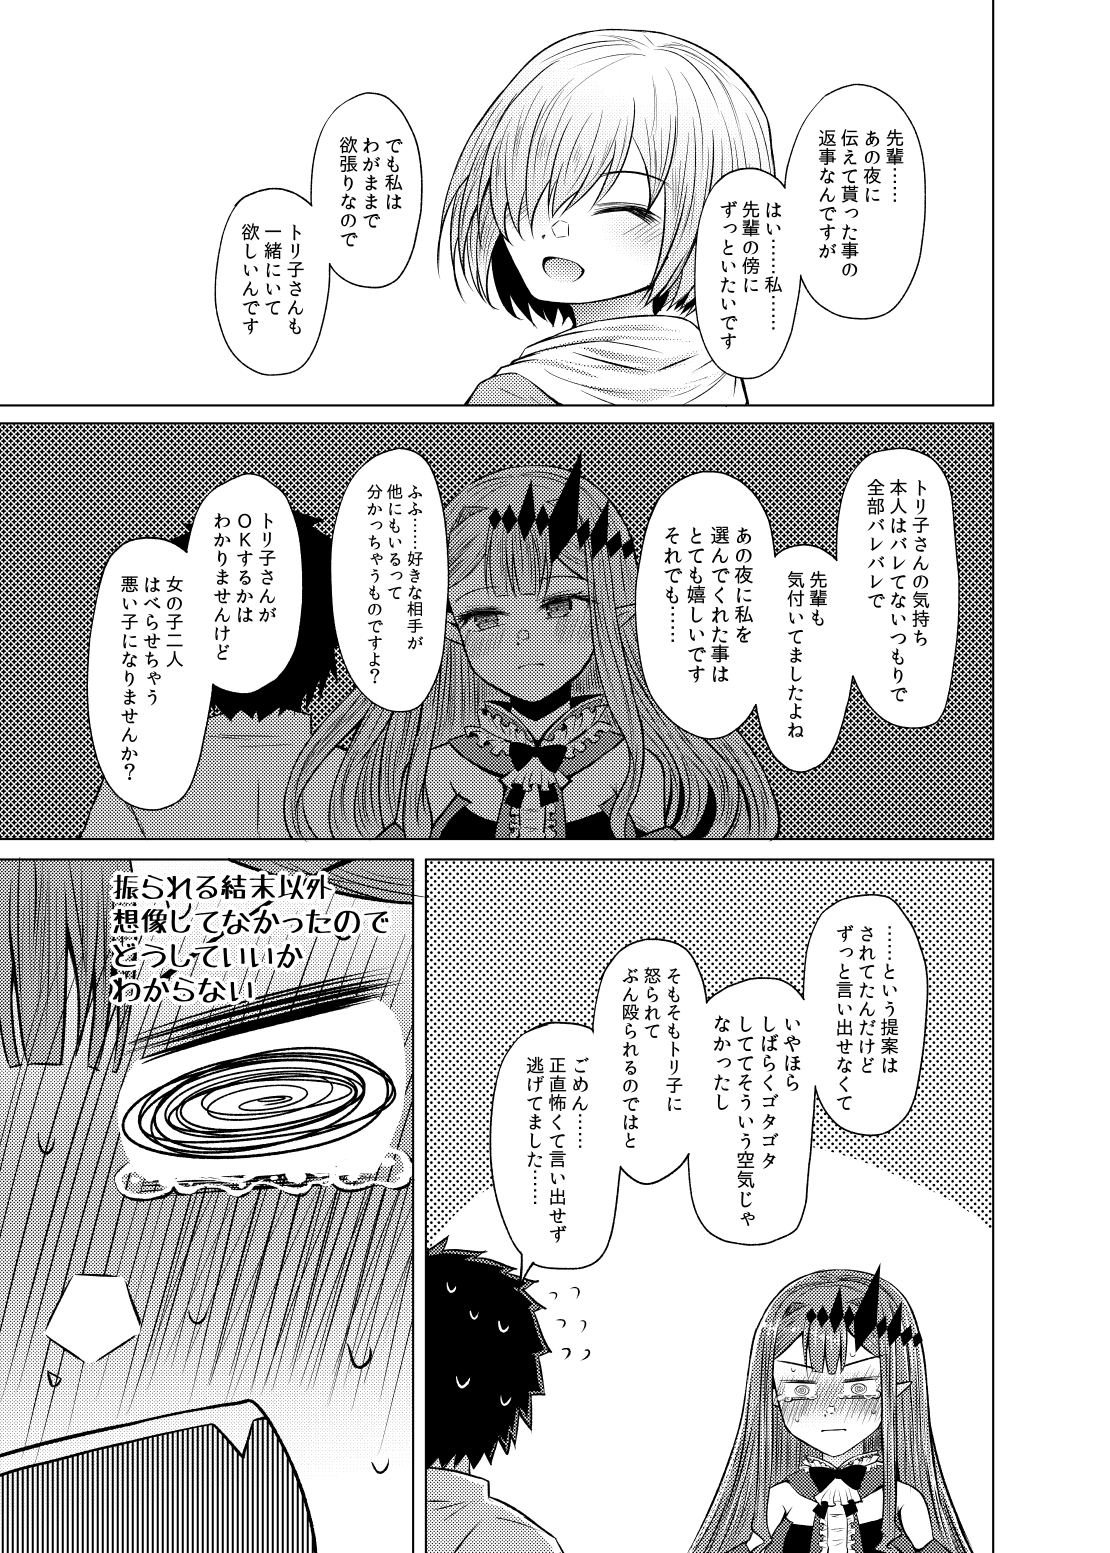 先輩……
あの夜に
伝えて貰った事の
返事なんですが
はい……私……
先輩の傍に
ずっといたいです
でも私は
わがままで
欲張りなので
トリ子さんも
一緒にいて
欲しいんです
トリ子さんの気持ち
本人はバレてないつもりで
全部バレバレで
先輩も
気付いてましたよね
あの夜に私を
選んでくれた事は
とても嬉しいです
それでも……
ふふ……好きな相手が
他にもいるって
分かっちゃうものですよ？
トリ子さんが
OKするかは
わかりませんけど
女の子二人
はべらせちゃう
悪い子になりませんか？
……という提案は
されてたんだけど
ずっと言い出せなくて
いやほら
しばらくゴタゴタ
しててそういう空気じゃ
なかったし
そもそもトリ子に
怒られて
ぶん殴られるのではと
ごめん……
正直怖くて言い出せず
逃げてました……
振られる結末以外
想像してなかったので
どうしていいか
わからない